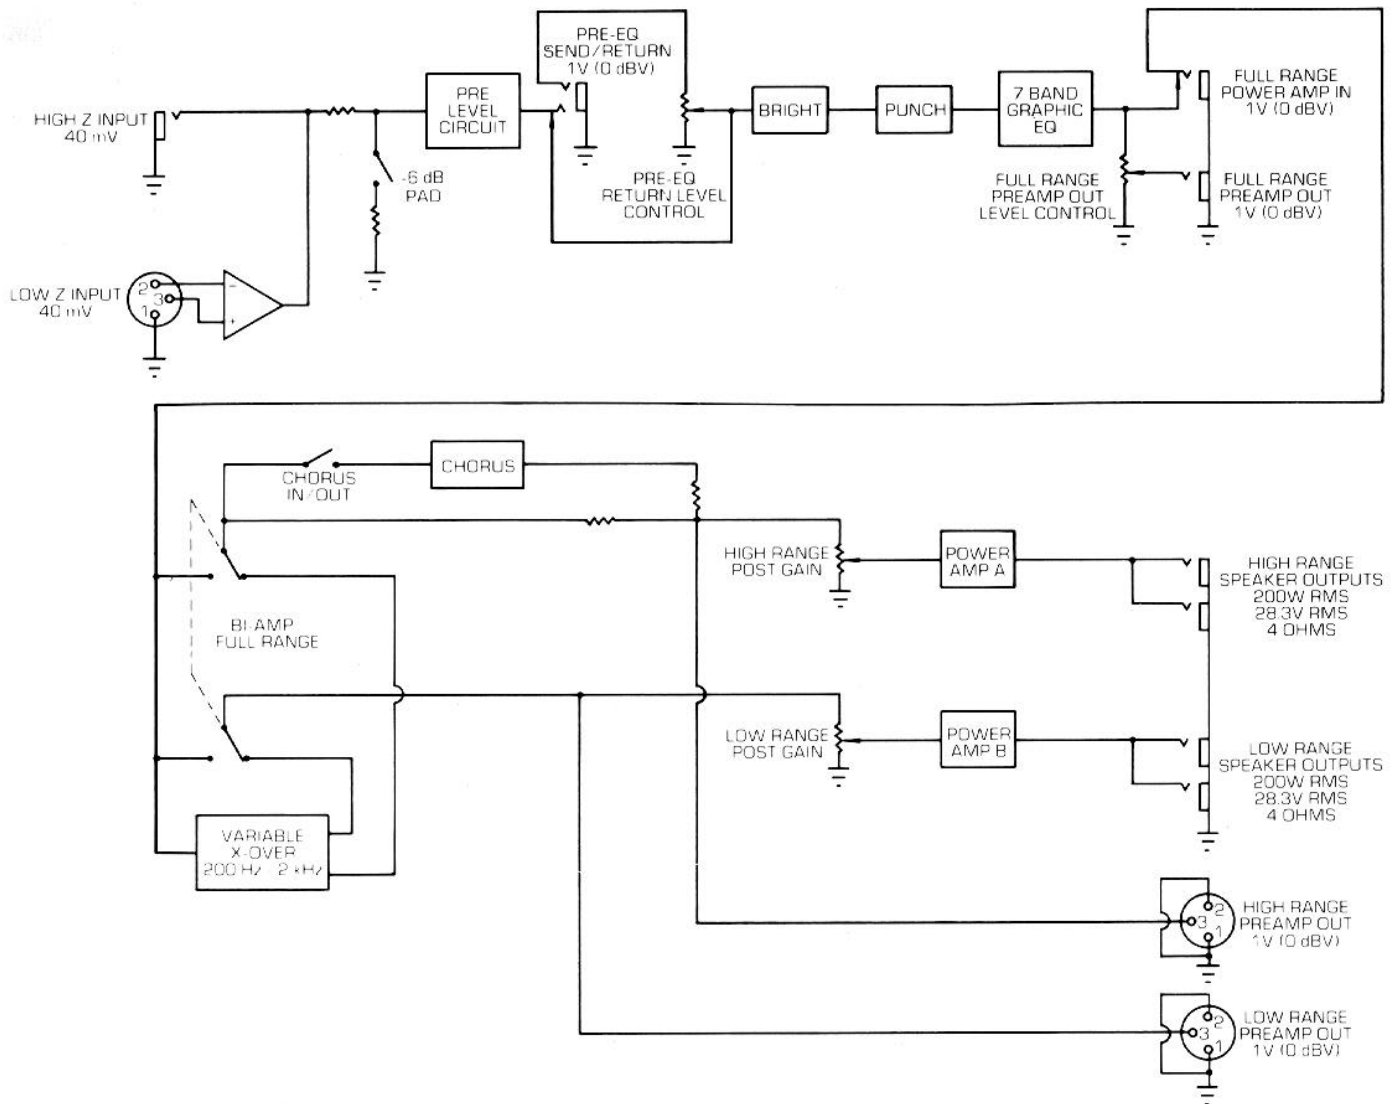 HIGH Z INPUT
40 mV
LOW Z INPUT
40 mV
2
3
1
-
+
-6 dB
PAD
PRE
LEVEL
CIRCUIT
PRE-EQ
SEND/RETURN
1V (0 dBV)
PRE-EQ
RETURN LEVEL
CONTROL
BRIGHT
PUNCH
7 BAND
GRAPHIC
EQ
FULL RANGE
PREAMP OUT
LEVEL CONTROL
FULL RANGE
POWER AMP IN
1V (0 dBV)
FULL RANGE
PREAMP OUT
1V (0 dBV)
CHORUS
IN/OUT
CHORUS
BI-AMP
FULL RANGE
HIGH RANGE
POST GAIN
POWER
AMP A
HIGH RANGE
SPEAKER OUTPUTS
200W RMS
28.3V RMS
4 OHMS
LOW RANGE
POST GAIN
POWER
AMP B
LOW RANGE
SPEAKER OUTPUTS
200W RMS
28.3V RMS
4 OHMS
VARIABLE
X-OVER
200 Hz 2 kHz
2
3
1
HIGH RANGE
PREAMP OUT
1V (0 dBV)
2
3
1
LOW RANGE
PREAMP OUT
1V (0 dBV)